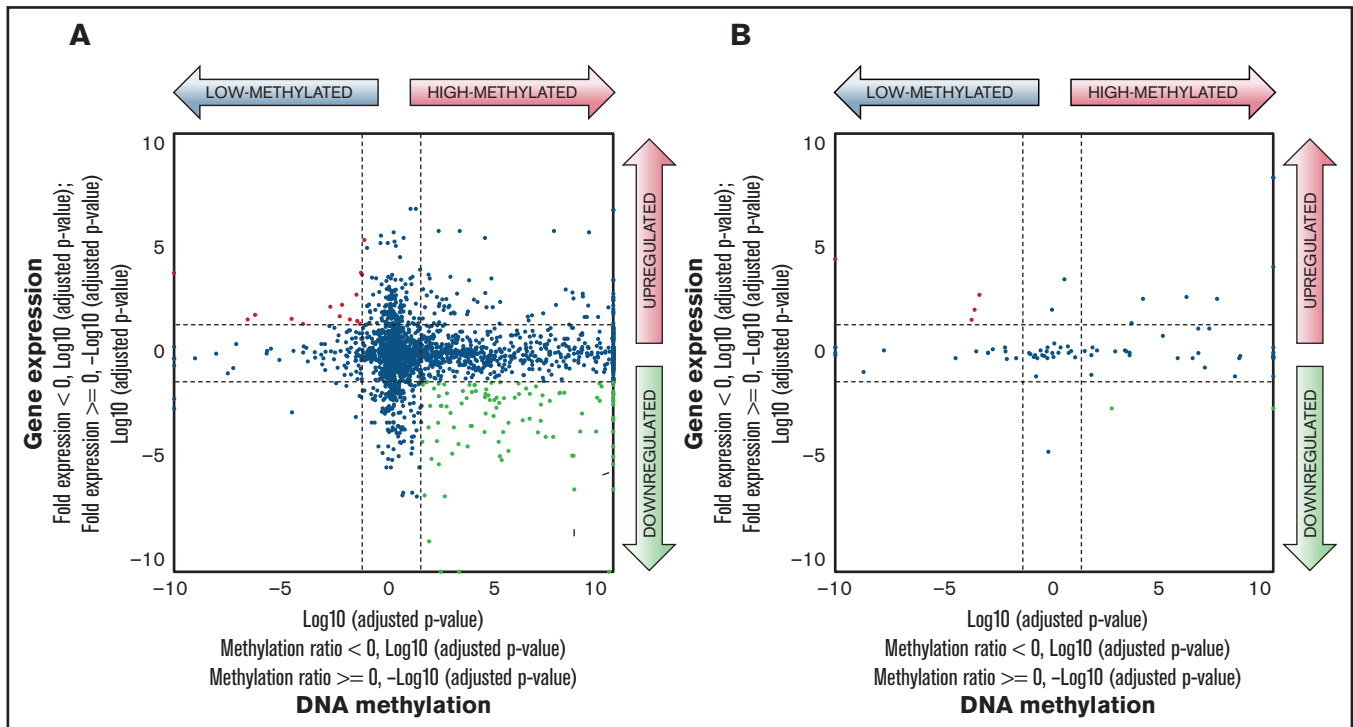 A
LOW-METHYLATED
HIGH-METHYLATED
Gene expression
Fold expression < 0, Log10 (adjusted p-value);
Fold expression >= 0, –Log10 (adjusted p-value)
Log10 (adjusted p-value)
10
5
0
–5
–10
UPREGULATED
DOWNREGULATED
–10
–5
0
5
10
Log10 (adjusted p-value)
Methylation ratio < 0, Log10 (adjusted p-value)
Methylation ratio >= 0, –Log10 (adjusted p-value)
DNA methylation
B
LOW-METHYLATED
HIGH-METHYLATED
Gene expression
Fold expression < 0, Log10 (adjusted p-value);
Fold expression >= 0, –Log10 (adjusted p-value)
Log10 (adjusted p-value)
10
5
0
–5
–10
UPREGULATED
DOWNREGULATED
–10
–5
0
5
10
Log10 (adjusted p-value)
Methylation ratio < 0, Log10 (adjusted p-value)
Methylation ratio >= 0, –Log10 (adjusted p-value)
DNA methylation